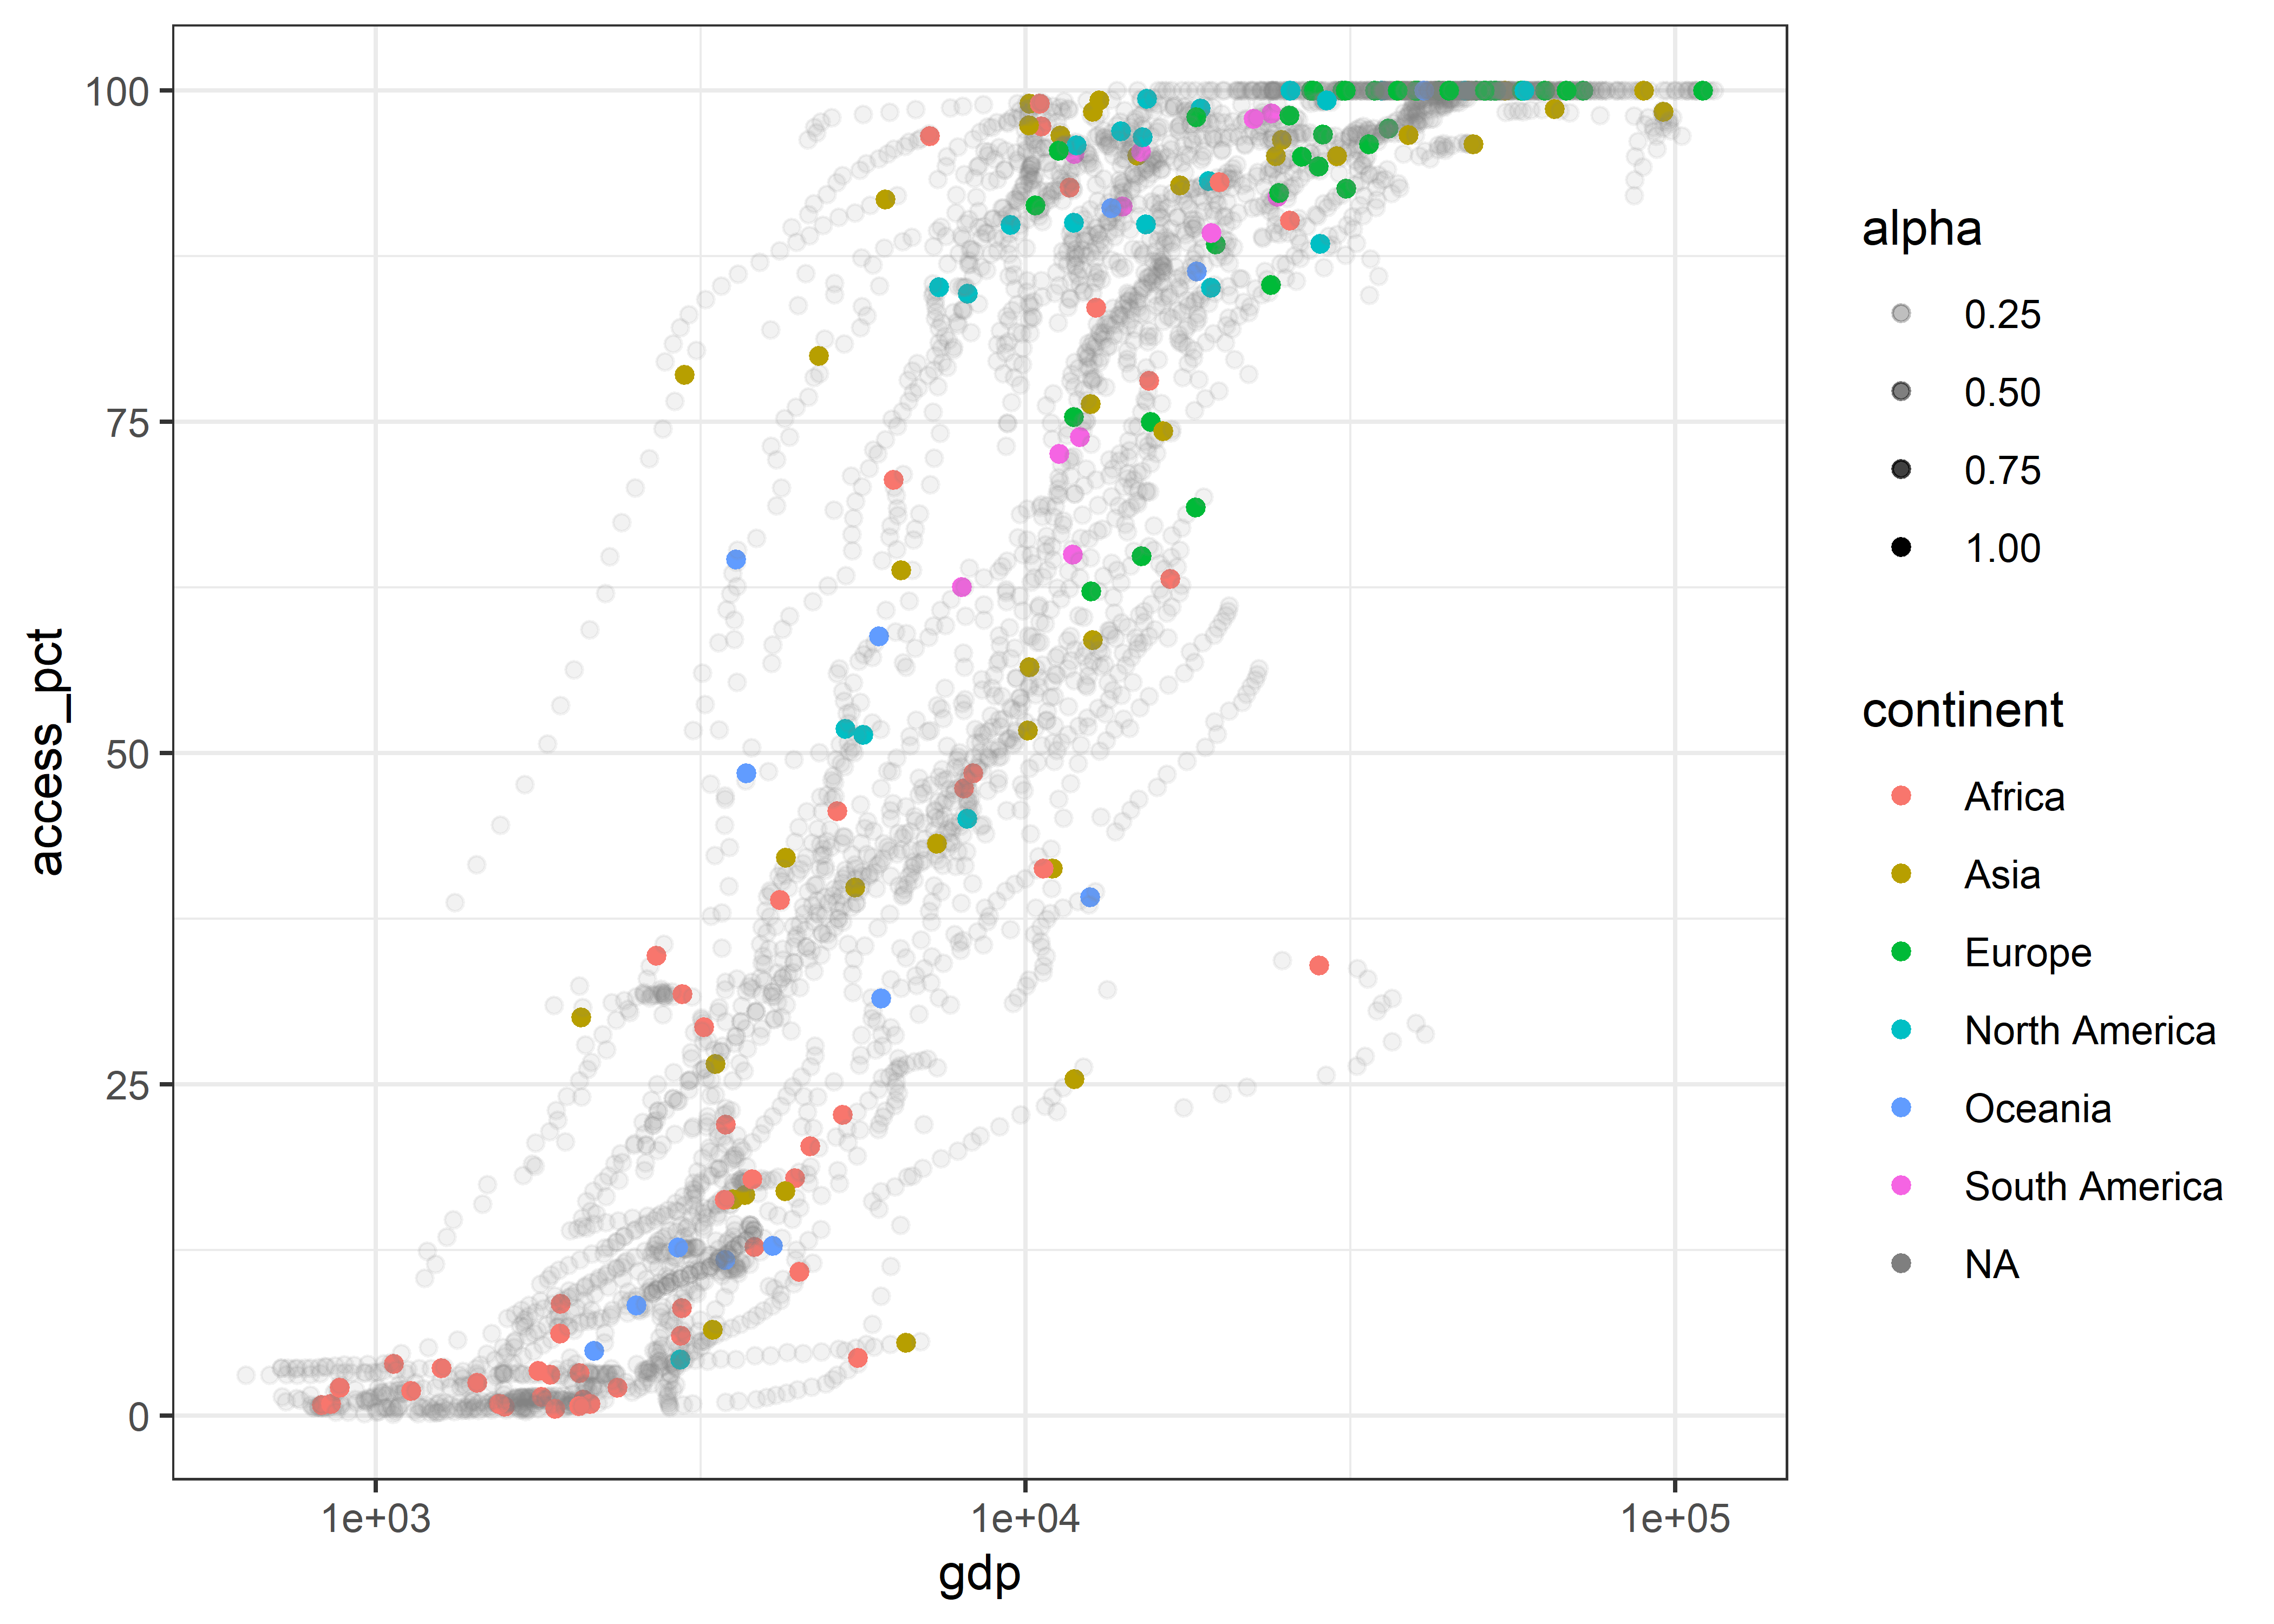 access_pct
100
75
50
25
0
1e+03
1e+04
1e+05
gdp
alpha
0.25
0.50
0.75
1.00
continent
Africa
Asia
Europe
North America
Oceania
South America
NA